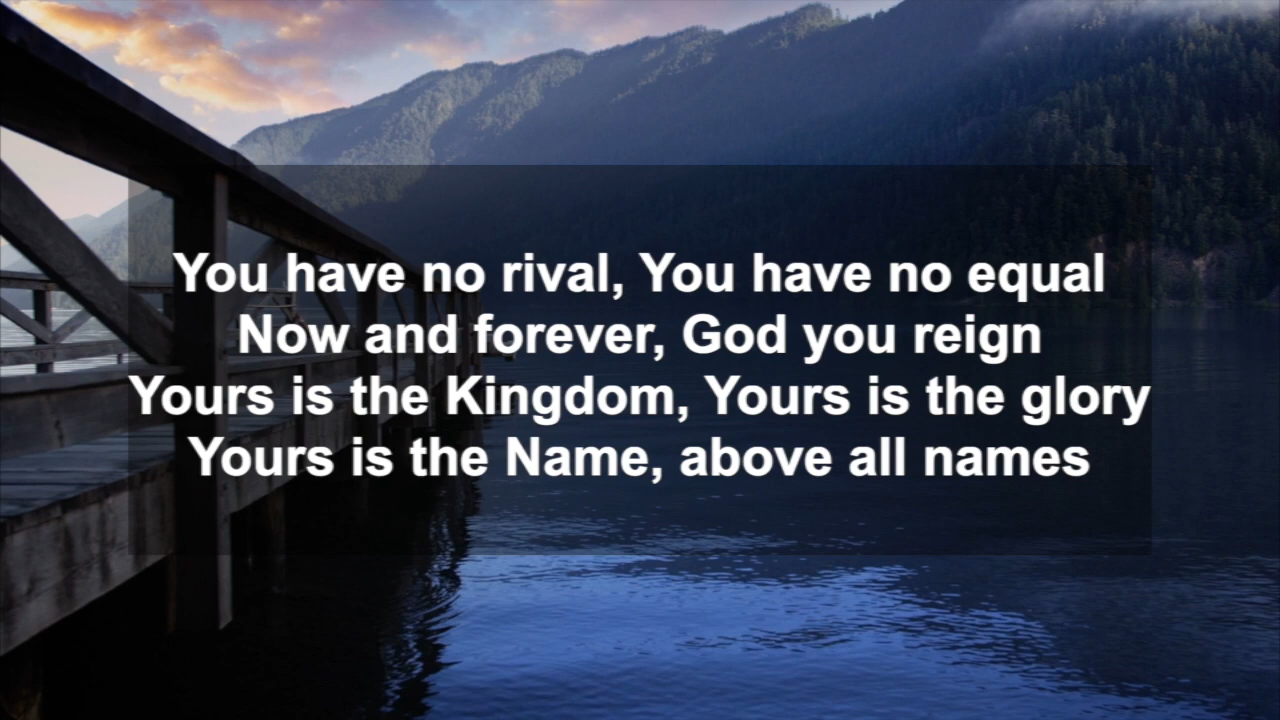 You have no rival, You have no equal
Now and forever, God you reign
Yours is the Kingdom, Yours is the glory
Yours is the Name, above all names